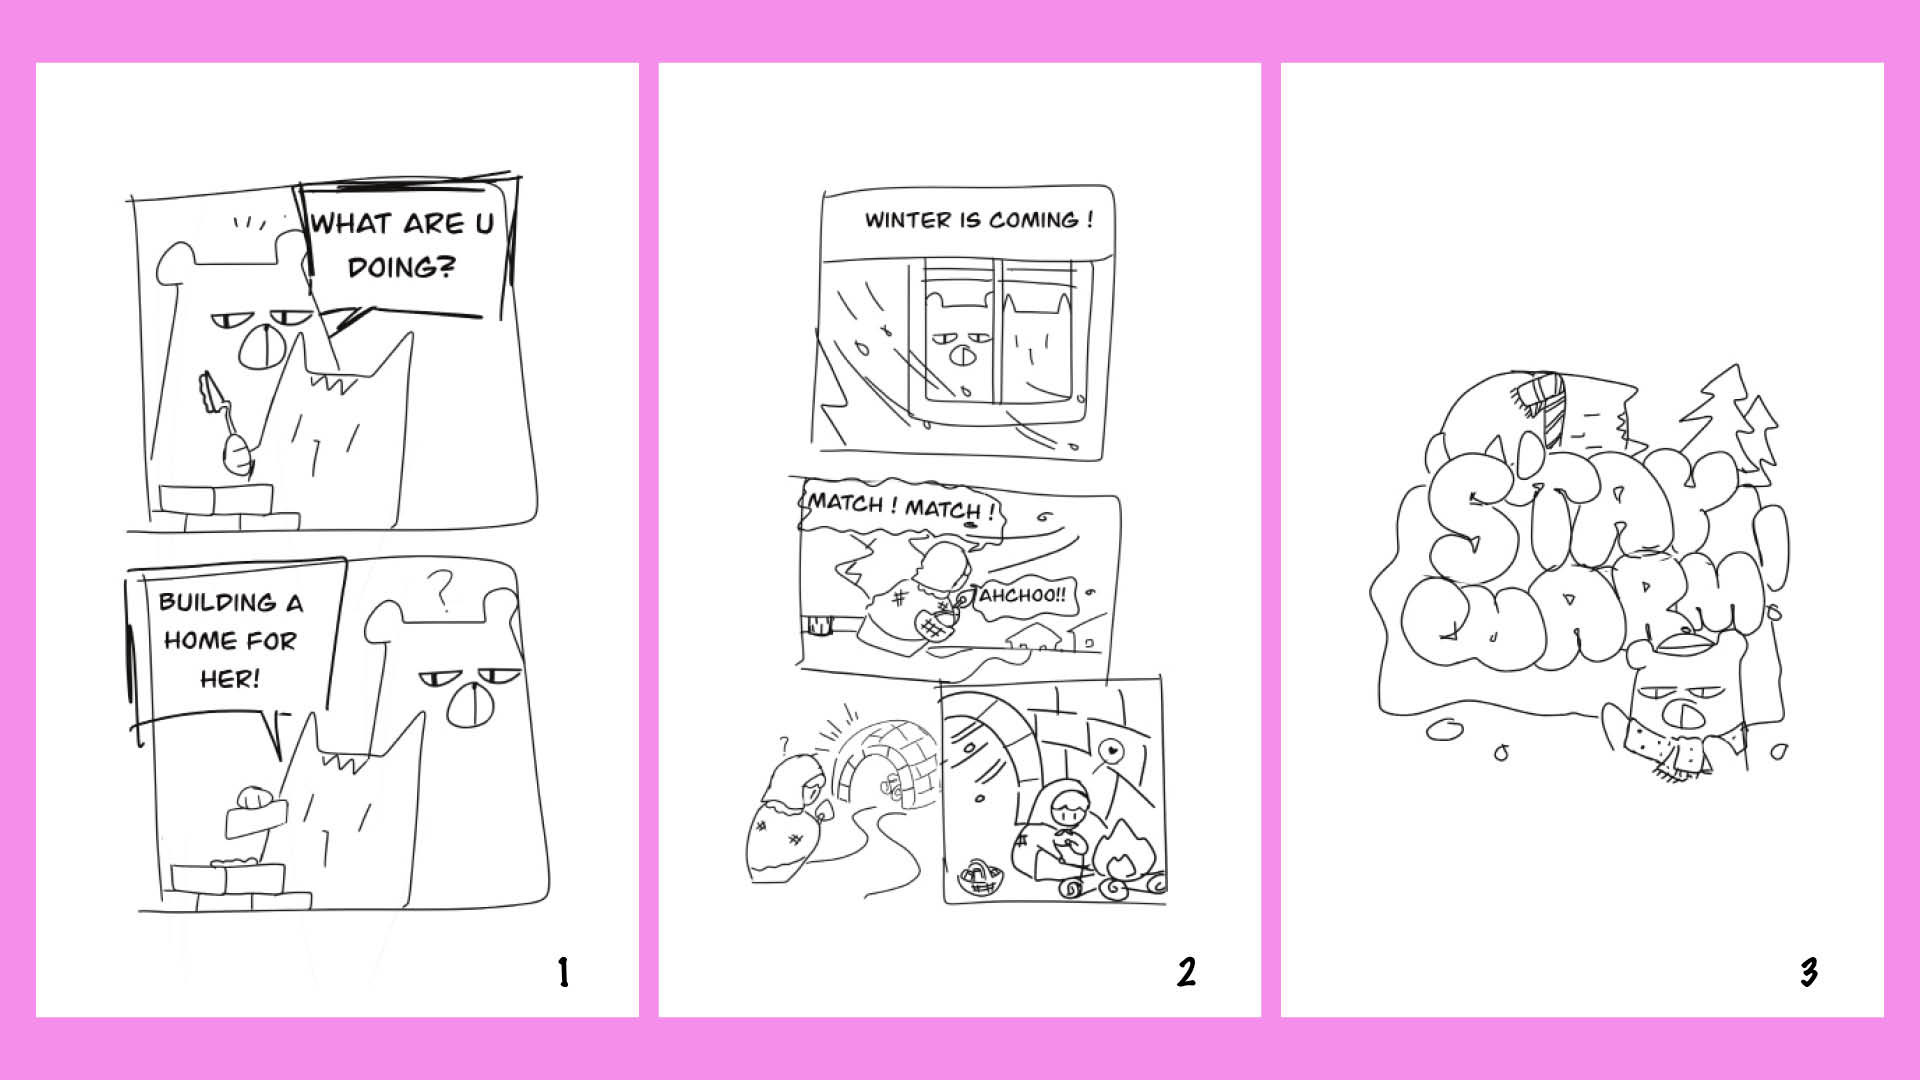 WHAT ARE U
DOING?
BUILDING A
HOME FOR
HER!
1
WINTER IS COMING !
MATCH ! MATCH !
AHCHOO!!
?
2
STAY
WARM
!
3